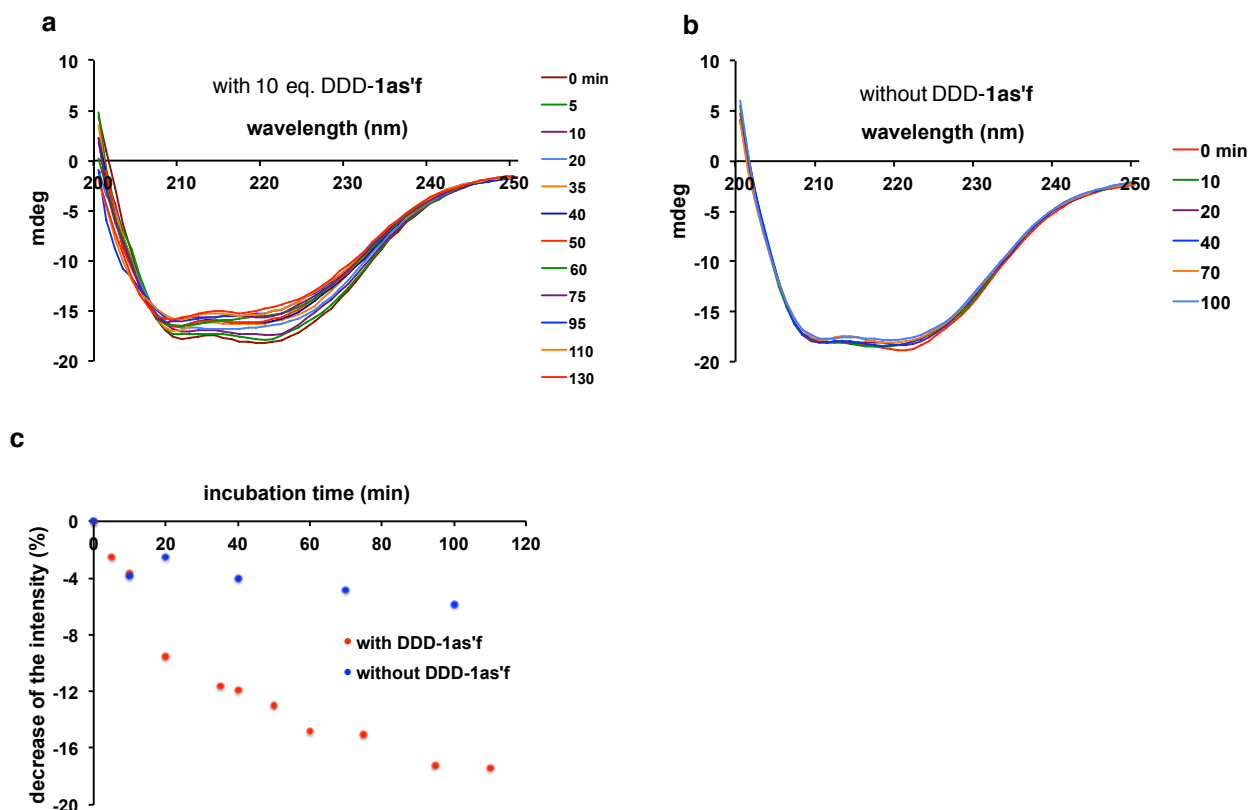 a
10
5
0
-5
-10
-15
-20
mdeg
with 10 eq. DDD-1as'f
wavelength (nm)
200 210 220 230 240 250
0 min
5
10
20
35
40
50
60
75
95
110
130
b
10
5
0
-5
-10
-15
-20
mdeg
without DDD-1as'f
wavelength (nm)
200 210 220 230 240 250
0 min
10
20
40
70
100
c
incubation time (min)
0 20 40 60 80 100 120
0
-4
-8
-12
-16
-20
decrease of the intensity (%)
with DDD-1as'f
without DDD-1as'f